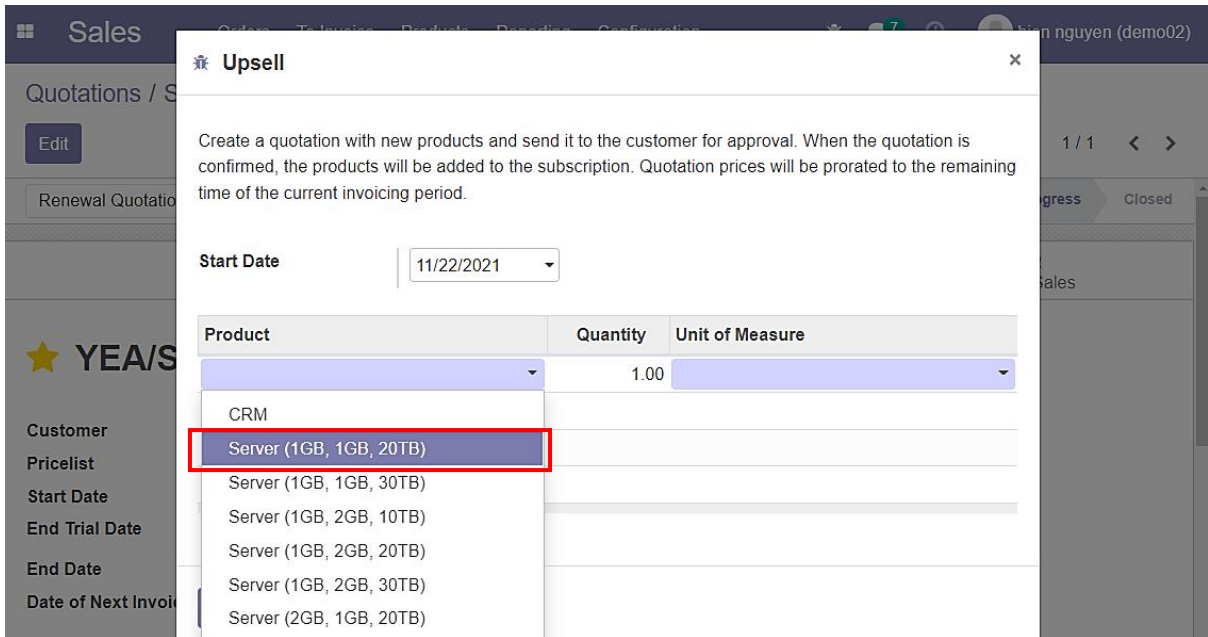 Sales
7
nguyen (demo02)
Upsell
×
Quotations / S
Edit
1 / 1
Create a quotation with new products and send it to the customer for approval. When the quotation is
confirmed, the products will be added to the subscription. Quotation prices will be prorated to the remaining
time of the current invoicing period.
Renewal Quotatio
gress
Closed
Start Date
11/22/2021
ales
Product
Quantity
Unit of Measure
YEA/S
1.00
CRM
Customer
Server (1GB, 1GB, 20TB)
Pricelist
Server (1GB, 1GB, 30TB)
Start Date
Server (1GB, 2GB, 10TB)
End Trial Date
Server (1GB, 2GB, 20TB)
End Date
Server (1GB, 2GB, 30TB)
Date of Next Invoi
Server (2GB, 1GB, 20TB)